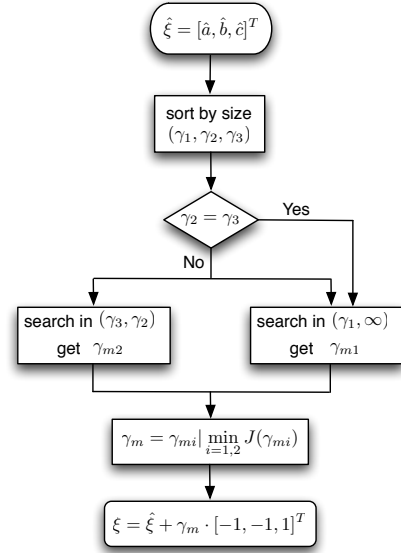 ξ̂ = [â, b̂, ĉ]ᵀ
sort by size
(γ₁, γ₂, γ₃)
γ₂ = γ₃
Yes
No
search in (γ₃, γ₂)
get γₘ₂
search in (γ₁, ∞)
get γₘ₁
γₘ = γₘᵢ| min J(γₘᵢ)
i=1,2
ξ = ξ̂ + γₘ · [−1, −1, 1]ᵀ